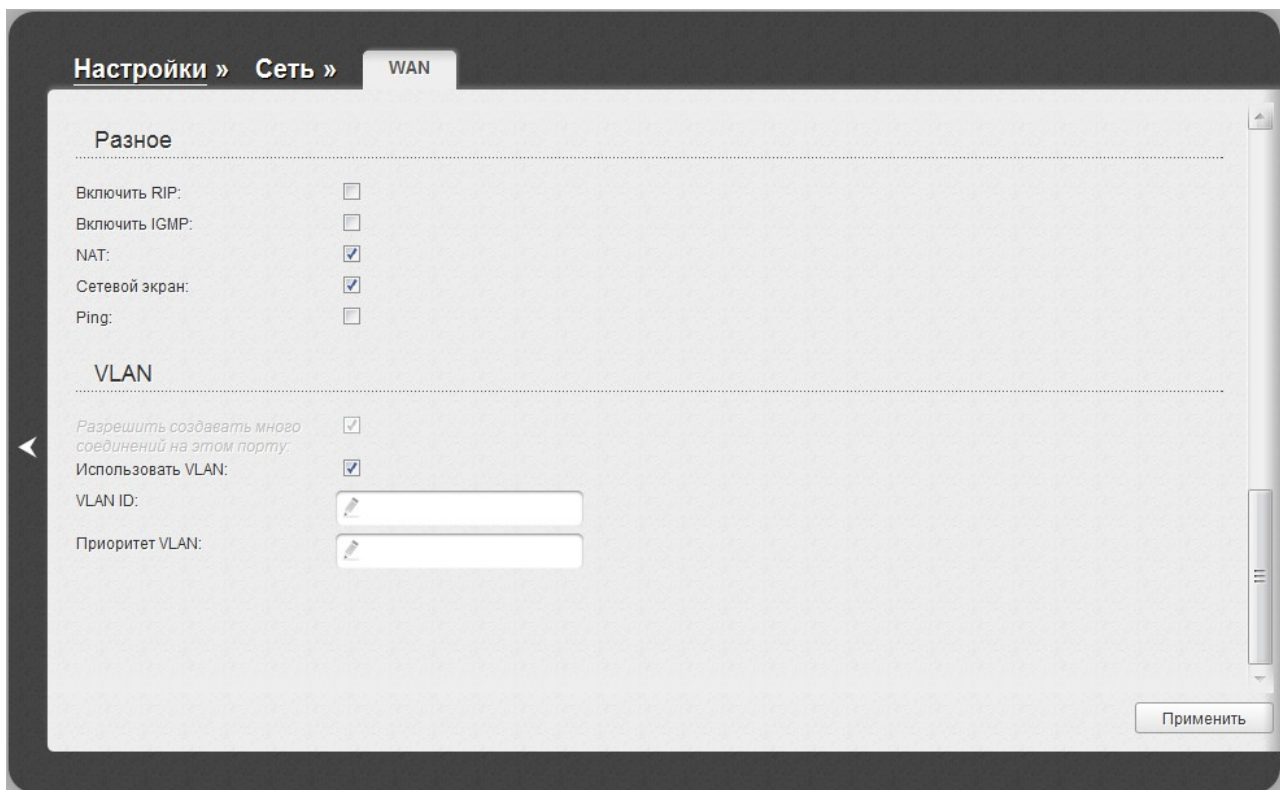 Настройки » Сеть » WAN
Разное
Включить RIP:
Включить IGMP:
NAT:
Сетевой экран:
Ping:
VLAN
Разрешить создавать много
соединений на этом порту:
Использовать VLAN:
VLAN ID:
Приоритет VLAN:
Применить